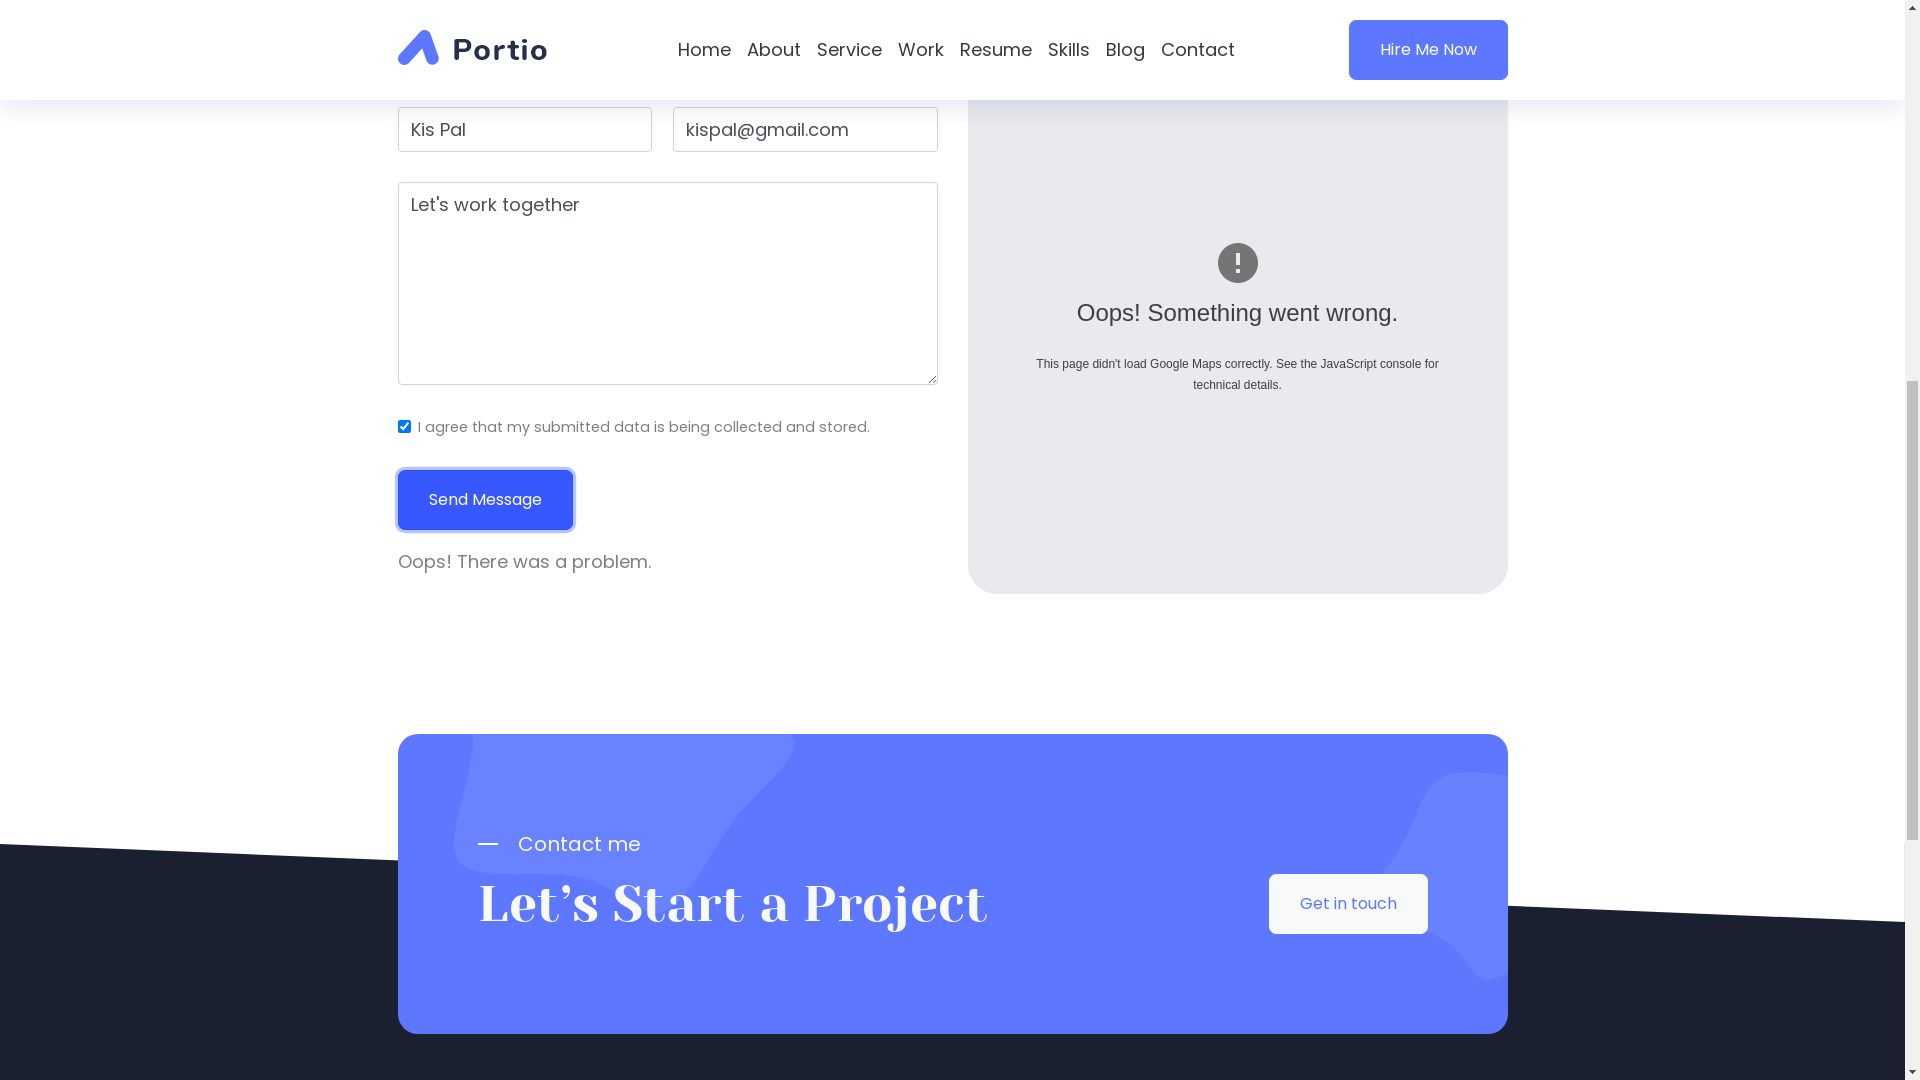 Portio
Home About Service Work Resume Skills Blog Contact
Hire Me Now
Kis Pal
kispal@gmail.com
Let's work together
I agree that my submitted data is being collected and stored.
Send Message
Oops! There was a problem.
Oops! Something went wrong.
This page didn't load Google Maps correctly. See the JavaScript console for
technical details.
Contact me
Let’s Start a Project
Get in touch